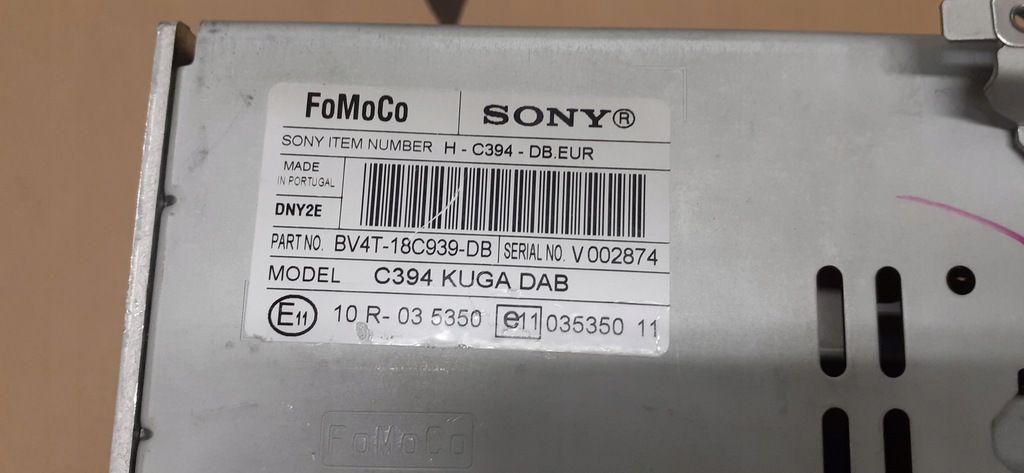 FoMoCo SONY®
SONY ITEM NUMBER H - C394 - DB.EUR
MADE
IN PORTUGAL
DNY2E
PART NO. BV4T-18C939-DB SERIAL NO. V 002874
MODEL C394 KUGA DAB
E11 10 R- 03 5350 e11 035350 11
FoMoCo